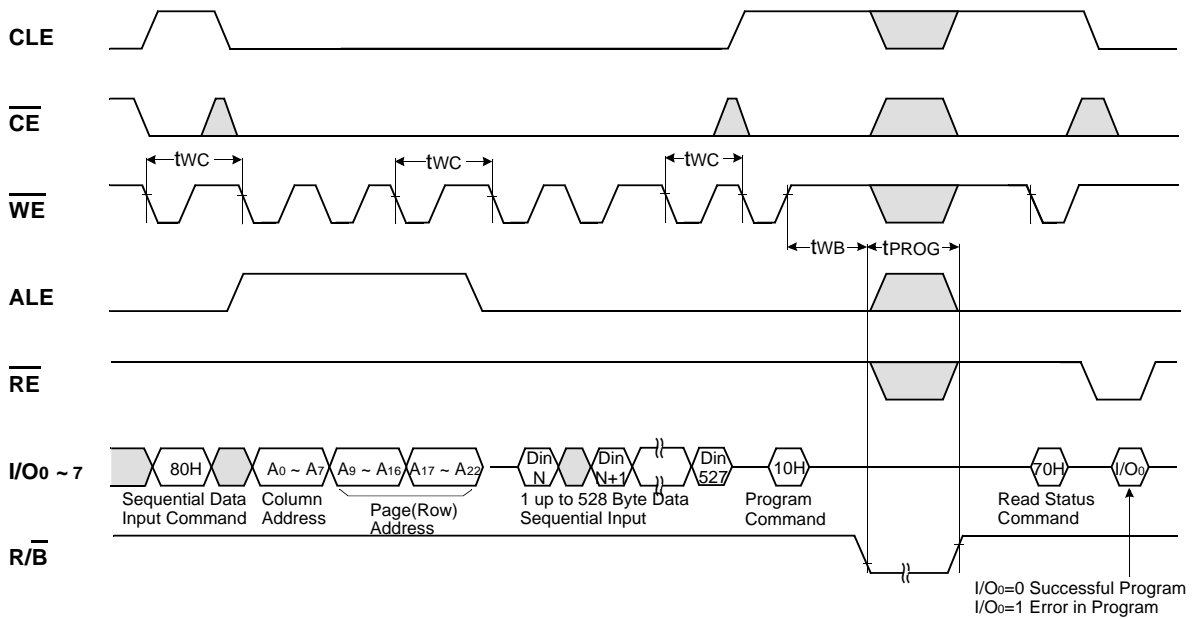 CLE
CE
tWC tWC tWC
WE
tWB tPROG
ALE
RE
I/O0 ~ 7
80H A0 ~ A7 A9 ~ A16 A17 ~ A22 Din N Din N+1 Din 527 10H 70H I/O0
Sequential Data Input Command
Column Address
Page(Row) Address
1 up to 528 Byte Data Sequential Input
Program Command
Read Status Command
R/B
I/O0=0 Successful Program
I/O0=1 Error in Program